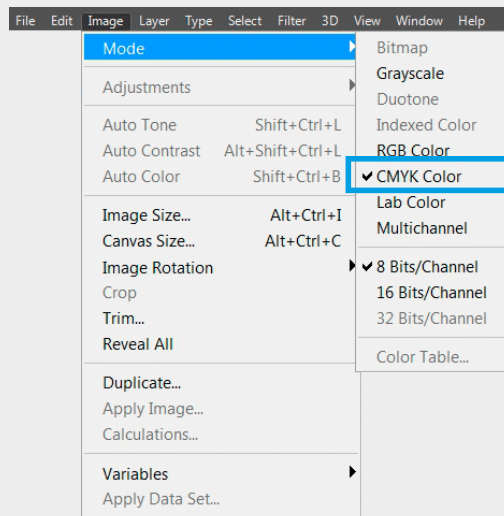 File Edit Image Layer Type Select Filter 3D View Window Help
Mode
Adjustments
Auto Tone Shift+Ctrl+L
Auto Contrast Alt+Shift+Ctrl+L
Auto Color Shift+Ctrl+B
Image Size... Alt+Ctrl+I
Canvas Size... Alt+Ctrl+C
Image Rotation
Crop
Trim...
Reveal All
Duplicate...
Apply Image...
Calculations...
Variables
Apply Data Set...
Bitmap
Grayscale
Duotone
Indexed Color
RGB Color
CMYK Color
Lab Color
Multichannel
8 Bits/Channel
16 Bits/Channel
32 Bits/Channel
Color Table...